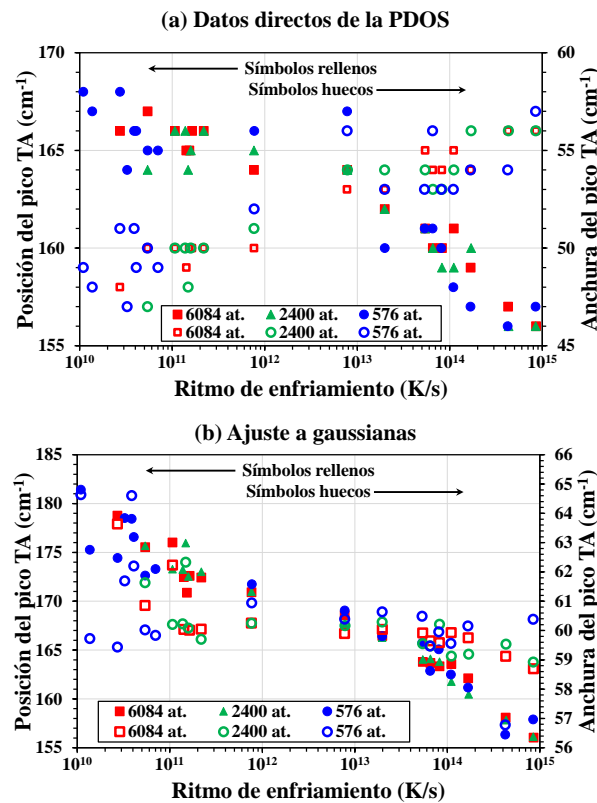 (a) Datos directos de la PDOS
Posición del pico TA (cm-1)
170
165
160
155
Símbolos rellenos
Símbolos huecos
6084 at. 2400 at. 576 at.
6084 at. 2400 at. 576 at.
60
55
50
45
Anchura del pico TA (cm-1)
10^10 10^11 10^12 10^13 10^14 10^15
Ritmo de enfriamiento (K/s)
(b) Ajuste a gaussianas
Posición del pico TA (cm-1)
185
180
175
170
165
160
155
Símbolos rellenos
Símbolos huecos
6084 at. 2400 at. 576 at.
6084 at. 2400 at. 576 at.
66
65
64
63
62
61
60
59
58
57
56
Anchura del pico TA (cm-1)
10^10 10^11 10^12 10^13 10^14 10^15
Ritmo de enfriamiento (K/s)